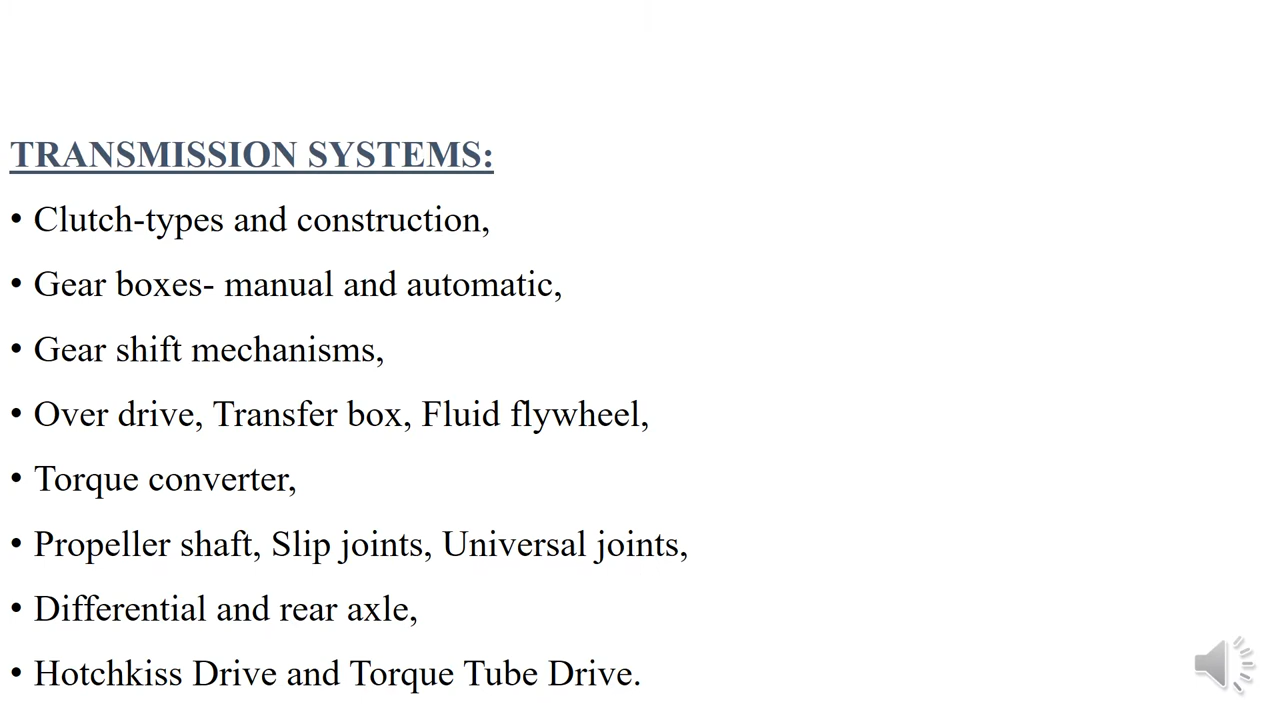 TRANSMISSION SYSTEMS:
• Clutch-types and construction,
• Gear boxes- manual and automatic,
• Gear shift mechanisms,
• Over drive, Transfer box, Fluid flywheel,
• Torque converter,
• Propeller shaft, Slip joints, Universal joints,
• Differential and rear axle,
• Hotchkiss Drive and Torque Tube Drive.